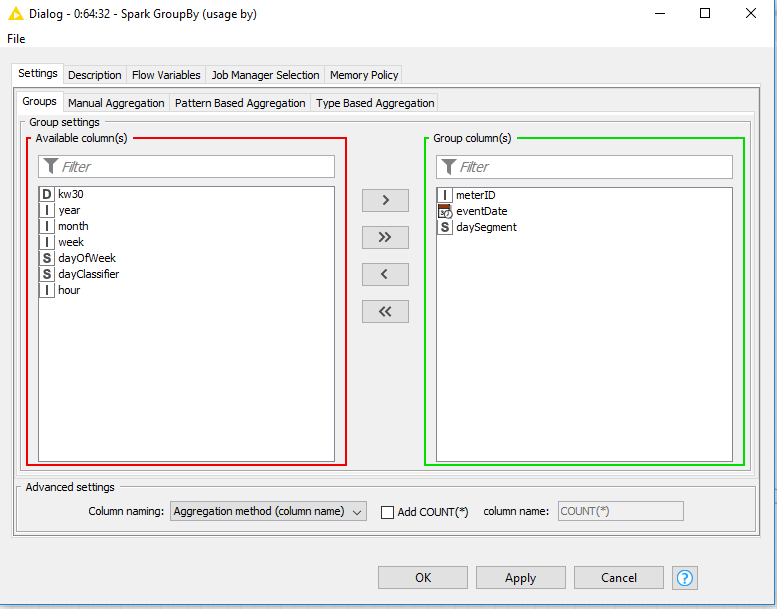 Dialog - 0:64:32 - Spark GroupBy (usage by)
File
Settings Description Flow Variables Job Manager Selection Memory Policy
Groups Manual Aggregation Pattern Based Aggregation Type Based Aggregation
Group settings
Available column(s)
Filter
D kw30
I year
I month
I week
S dayOfWeek
S dayClassifier
I hour
>
>>
<
<<
Group column(s)
Filter
I meterID
eventDate
S daySegment
Advanced settings
Column naming: Aggregation method (column name) Add COUNT(*) column name: COUNT(*)
OK Apply Cancel ?